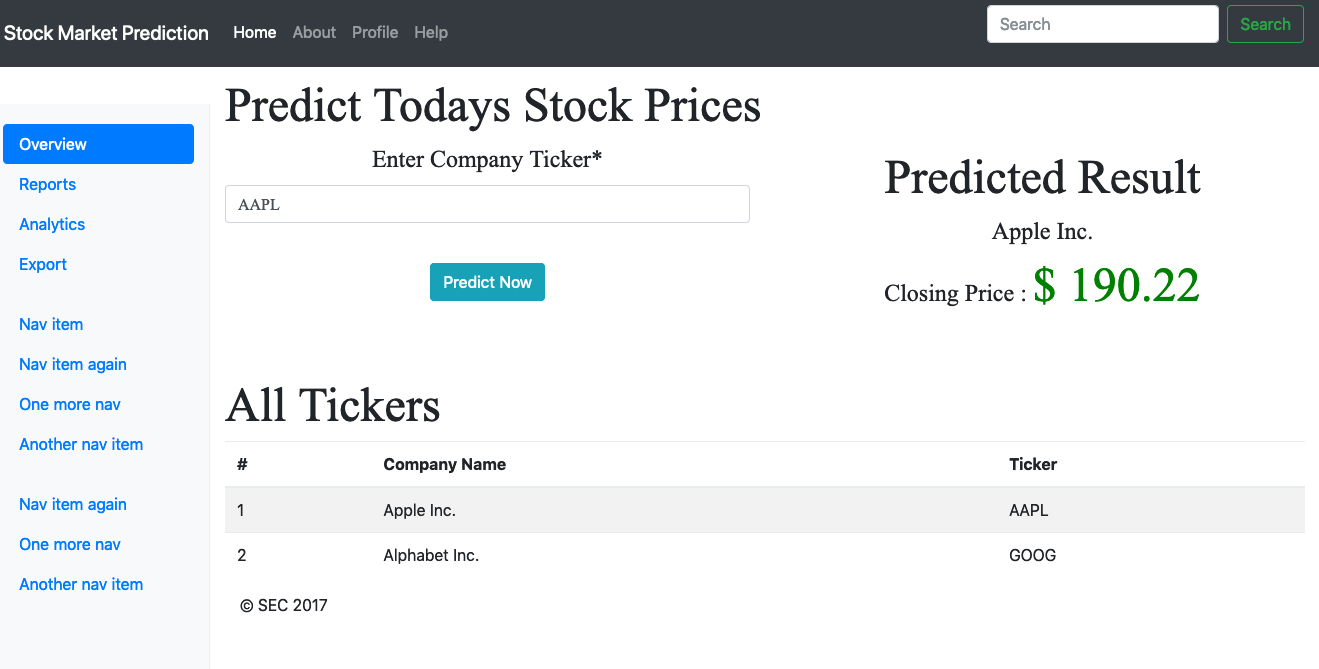 Stock Market Prediction Home About Profile Help Search Search
Overview
Reports
Analytics
Export
Nav item
Nav item again
One more nav
Another nav item
Nav item again
One more nav
Another nav item
Predict Todays Stock Prices
Enter Company Ticker*
AAPL
Predict Now
Predicted Result
Apple Inc.
Closing Price : $ 190.22
All Tickers
# Company Name Ticker
1 Apple Inc. AAPL
2 Alphabet Inc. GOOG
© SEC 2017